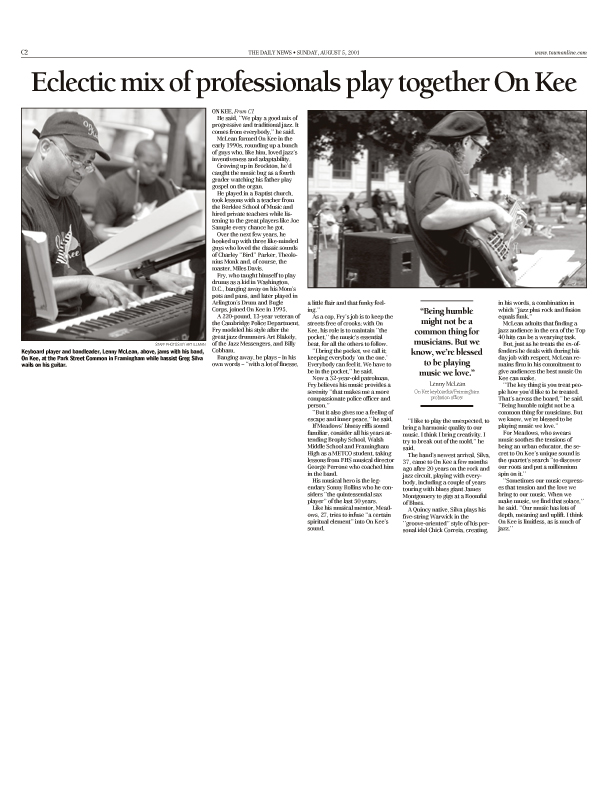 C2
THE DAILY NEWS • SUNDAY, AUGUST 5, 2001
www.townonline.com
Eclectic mix of professionals play together On Kee
STAFF PHOTOS BY ART ILLMAN
Keyboard player and bandleader, Lenny McLean, above, jams with his band,
On Kee, at the Park Street Common in Framingham while bassist Greg Silva
wails on his guitar.
ON KEE, From C1
He said, "We play a good mix of
progressive and traditional jazz. It
comes from everybody," he said.
McLean formed On Kee in the
early 1990s, rounding up a bunch
of guys who, like him, loved jazz's
inventiveness and adaptability.
Growing up in Brockton, he'd
caught the music bug as a fourth
grader watching his father play
gospel on the organ.
He played in a Baptist church,
took lessons with a teacher from
the Berklee School of Music and
hired private teachers while lis-
tening to the great players like Joe
Sample every chance he got.
Over the next few years, he
hooked up with three like-minded
guys who loved the classic sounds
of Charley "Bird" Parker, Thelo-
nius Monk and, of course, the
master, Miles Davis.
Fry, who taught himself to play
drums as a kid in Washington,
D.C., banging away on his Mom's
pots and pans, and later played in
Arlington's Drum and Bugle
Corps, joined On Kee in 1995.
A 220-pound, 13-year veteran of
the Cambridge Police Department,
Fry modeled his style after the
great jazz drummers Art Blakely,
of the Jazz Messengers, and Billy
Cobham.
Banging away, he plays – in his
own words – "with a lot of finesse,
a little flair and that funky feel-
ing."
As a cop, Fry's job is to keep the
streets free of crooks; with On
Kee, his role is to maintain "the
pocket," the music's essential
beat, for all the others to follow.
"I bring the pocket, we call it,
keeping everybody 'on the one.'
Everybody can feel it. We have to
be in the pocket," he said.
Now a 32-year-old patrolman,
Fry believes his music provides a
serenity "that makes me a more
compassionate police officer and
person."
"But it also gives me a feeling of
escape and inner peace," he said.
If Meadows' bluesy riffs sound
familiar, consider all his years at-
tending Brophy School, Walsh
Middle School and Framingham
High as a METCO student, taking
lessons from FHS musical director
George Perrone who coached him
in the band.
His musical hero is the leg-
endary Sonny Rollins who he con-
siders "the quintessential sax
player" of the last 50 years.
Like his musical mentor, Mead-
ows, 27, tries to infuse "a certain
spiritual element" into On Kee's
sound.
"Being humble
might not be a
common thing for
musicians. But we
know, we're blessed
to be playing
music we love."
Lenny McLean
On Kee keyboardist/Framingham
probation officer
"I like to play the unexpected, to
bring a harmonic quality to our
music. I think I bring creativity. I
try to break out of the mold," he
said.
The band's newest arrival, Silva,
37, came to On Kee a few months
ago after 20 years on the rock and
jazz circuit, playing with every-
body, including a couple of years
touring with blues giant James
Montgomery to gigs at a Roomful
of Blues.
A Quincy native, Silva plays his
five-string Warwick in the
"groove-oriented" style of his per-
sonal idol Chick Correia, creating,
in his words, a combination in
which "jazz plus rock and fusion
equals funk."
McLean admits that finding a
jazz audience in the era of the Top
40 hits can be a wearying task.
But, just as he treats the ex-of-
fenders he deals with during his
day job with respect, McLean re-
mains firm in his commitment to
give audiences the best music On
Kee can make.
"The key thing is you treat peo-
ple how you'd like to be treated.
That's across the board," he said.
"Being humble might not be a
common thing for musicians. But
we know, we're blessed to be
playing music we love."
For Meadows, who swears
music soothes the tensions of
being an urban educator, the se-
cret to On Kee's unique sound is
the quartet's search "to discover
our roots and put a millennium
spin on it."
"Sometimes our music express-
es that tension and the love we
bring to our music. When we
make music, we find that solace,"
he said. "Our music has lots of
depth, meaning and uplift. I think
On Kee is limitless, as is much of
jazz."